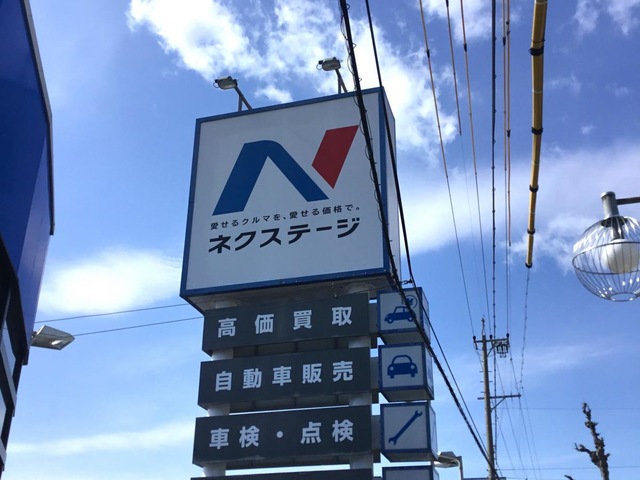 愛せるクルマを、愛せる価格で。
ネクステージ
高価買取
自動車販売
車検・点検